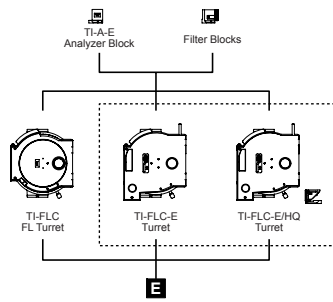 TI-A-E
Analyzer Block
Filter Blocks
TI-FLC
FL Turret
TI-FLC-E
Turret
TI-FLC-E/HQ
Turret
E